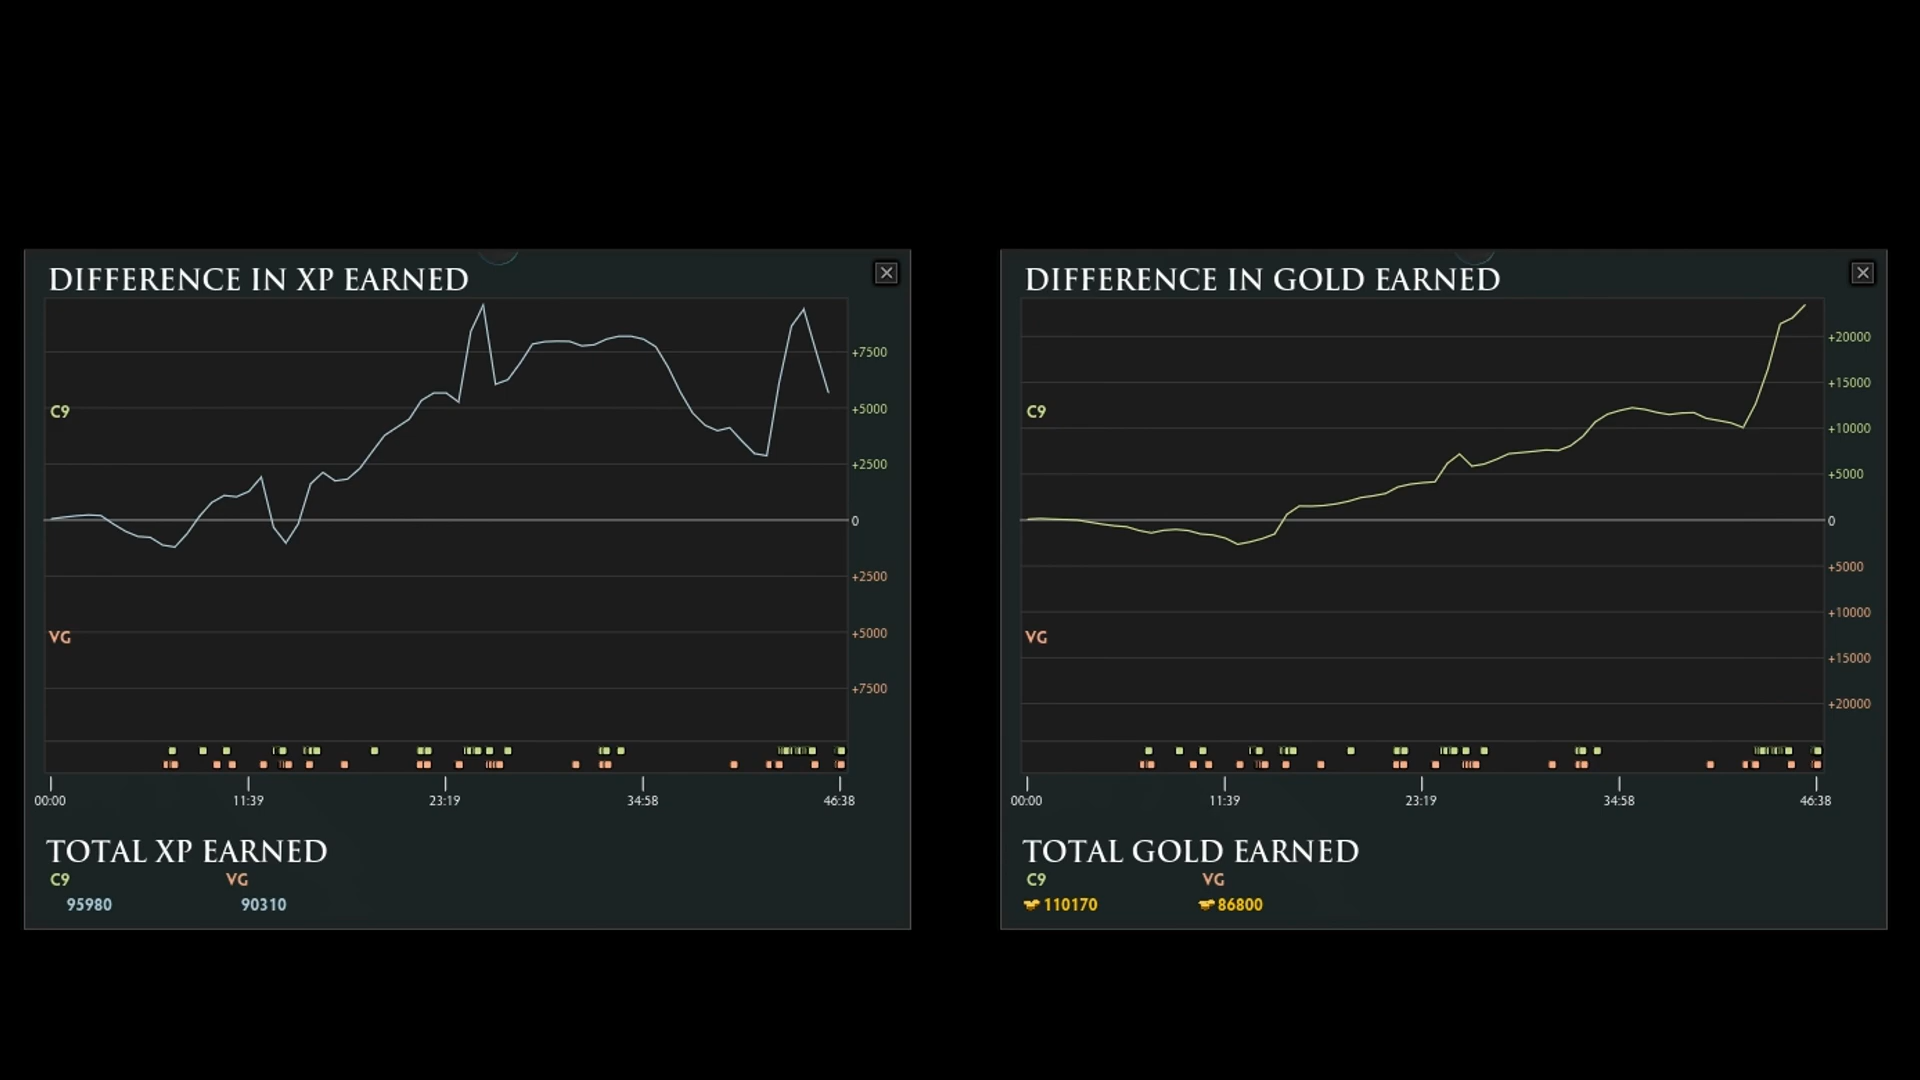 DIFFERENCE IN XP EARNED
+7500
C9
+5000
+2500
0
+2500
VG
+5000
+7500
00:00 11:39 23:19 34:58 46:38
TOTAL XP EARNED
C9 VG
95980 90310
DIFFERENCE IN GOLD EARNED
+20000
+15000
C9
+10000
+5000
0
+5000
+10000
VG
+15000
+20000
00:00 11:39 23:19 34:58 46:38
TOTAL GOLD EARNED
C9 VG
110170 86800